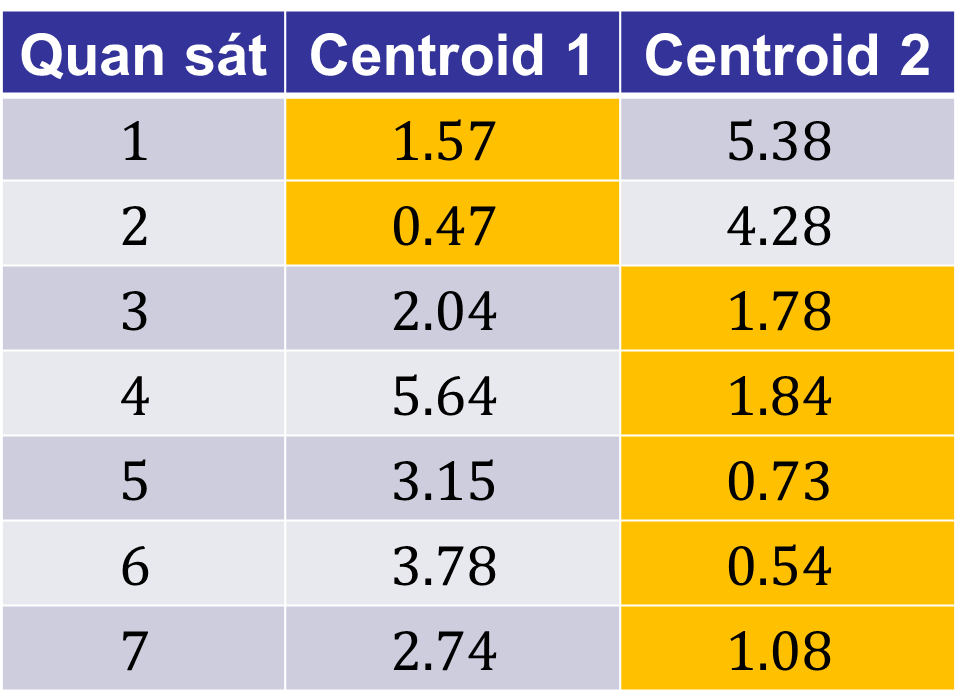 Quan sát Centroid 1 Centroid 2
1 1.57 5.38
2 0.47 4.28
3 2.04 1.78
4 5.64 1.84
5 3.15 0.73
6 3.78 0.54
7 2.74 1.08